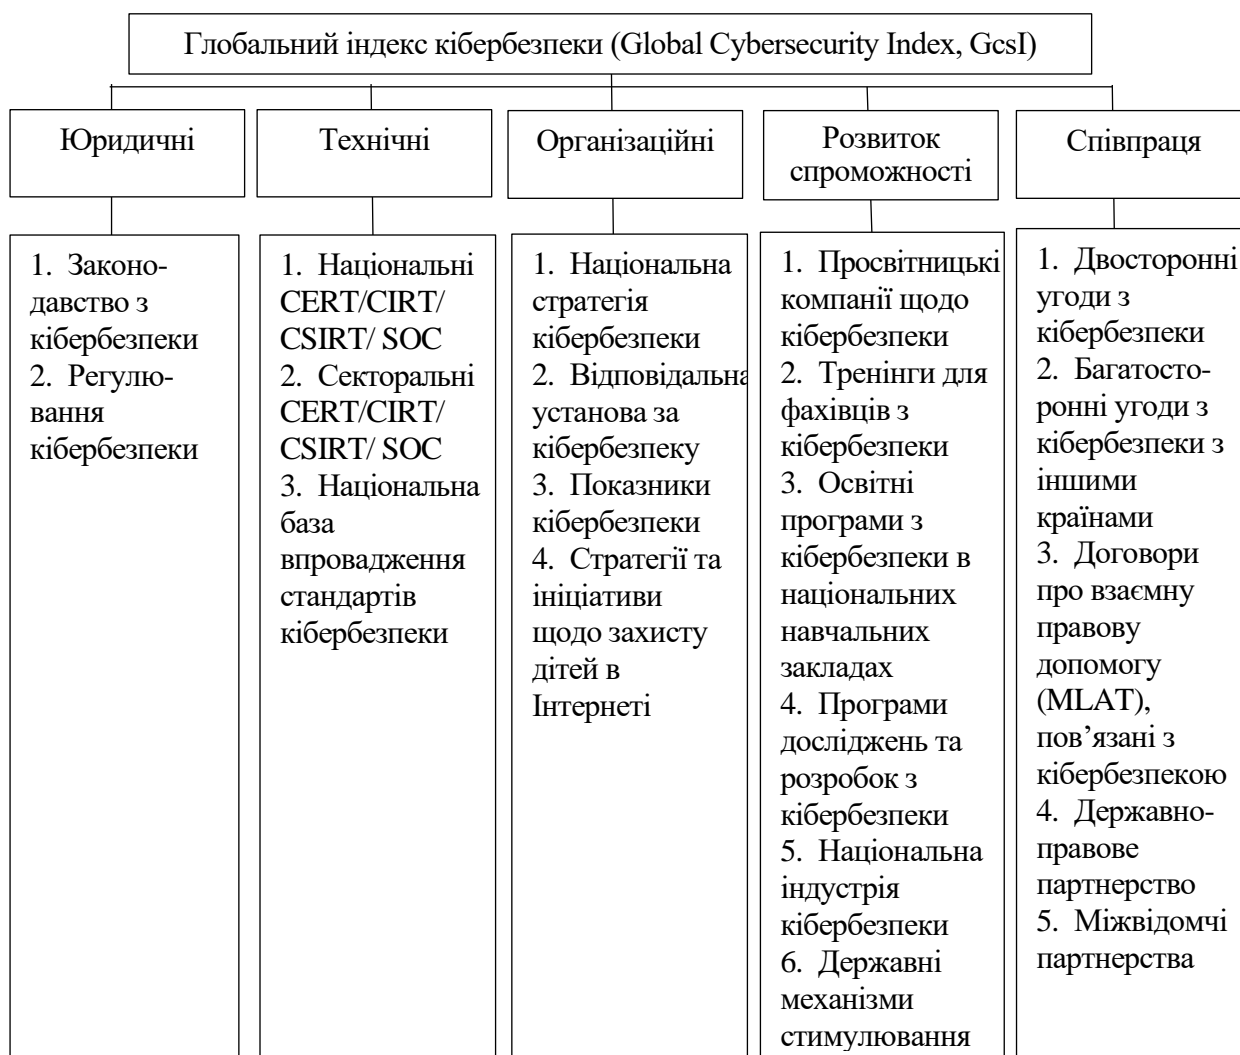 Глобальний індекс кібербезпеки (Global Cybersecurity Index, GcsI)
Юридичні
Технічні
Організаційні
Розвиток
спроможності
Співпраця
1. Законо-
давство з
кібербезпеки
2. Регулю-
вання
кібербезпеки
1. Національні
CERT/CIRT/
CSIRT/ SOC
2. Секторальні
CERT/CIRT/
CSIRT/ SOC
3. Національна
база
впровадження
стандартів
кібербезпеки
1. Національна
стратегія
кібербезпеки
2. Відповідальна
установа за
кібербезпеку
3. Показники
кібербезпеки
4. Стратегії та
ініціативи
щодо захисту
дітей в
Інтернеті
1. Просвітницькі
компанії щодо
кібербезпеки
2. Тренінги для
фахівців з
кібербезпеки
3. Освітні
програми з
кібербезпеки в
національних
навчальних
закладах
4. Програми
досліджень та
розробок з
кібербезпеки
5. Національна
індустрія
кібербезпеки
6. Державні
механізми
стимулювання
1. Двосторонні
угоди з
кібербезпеки
2. Багатосто-
ронні угоди з
кібербезпеки з
іншими
країнами
3. Договори
про взаємну
правову
допомогу
(MLAT),
пов’язані з
кібербезпекою
4. Державно-
правове
партнерство
5. Міжвідомчі
партнерства